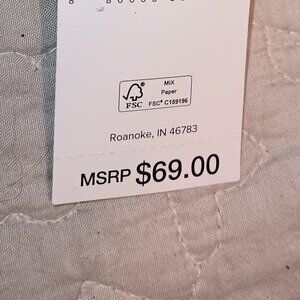 MIX
Paper
FSC
FSC® C159196
Roanoke, IN 46783
MSRP $69.00